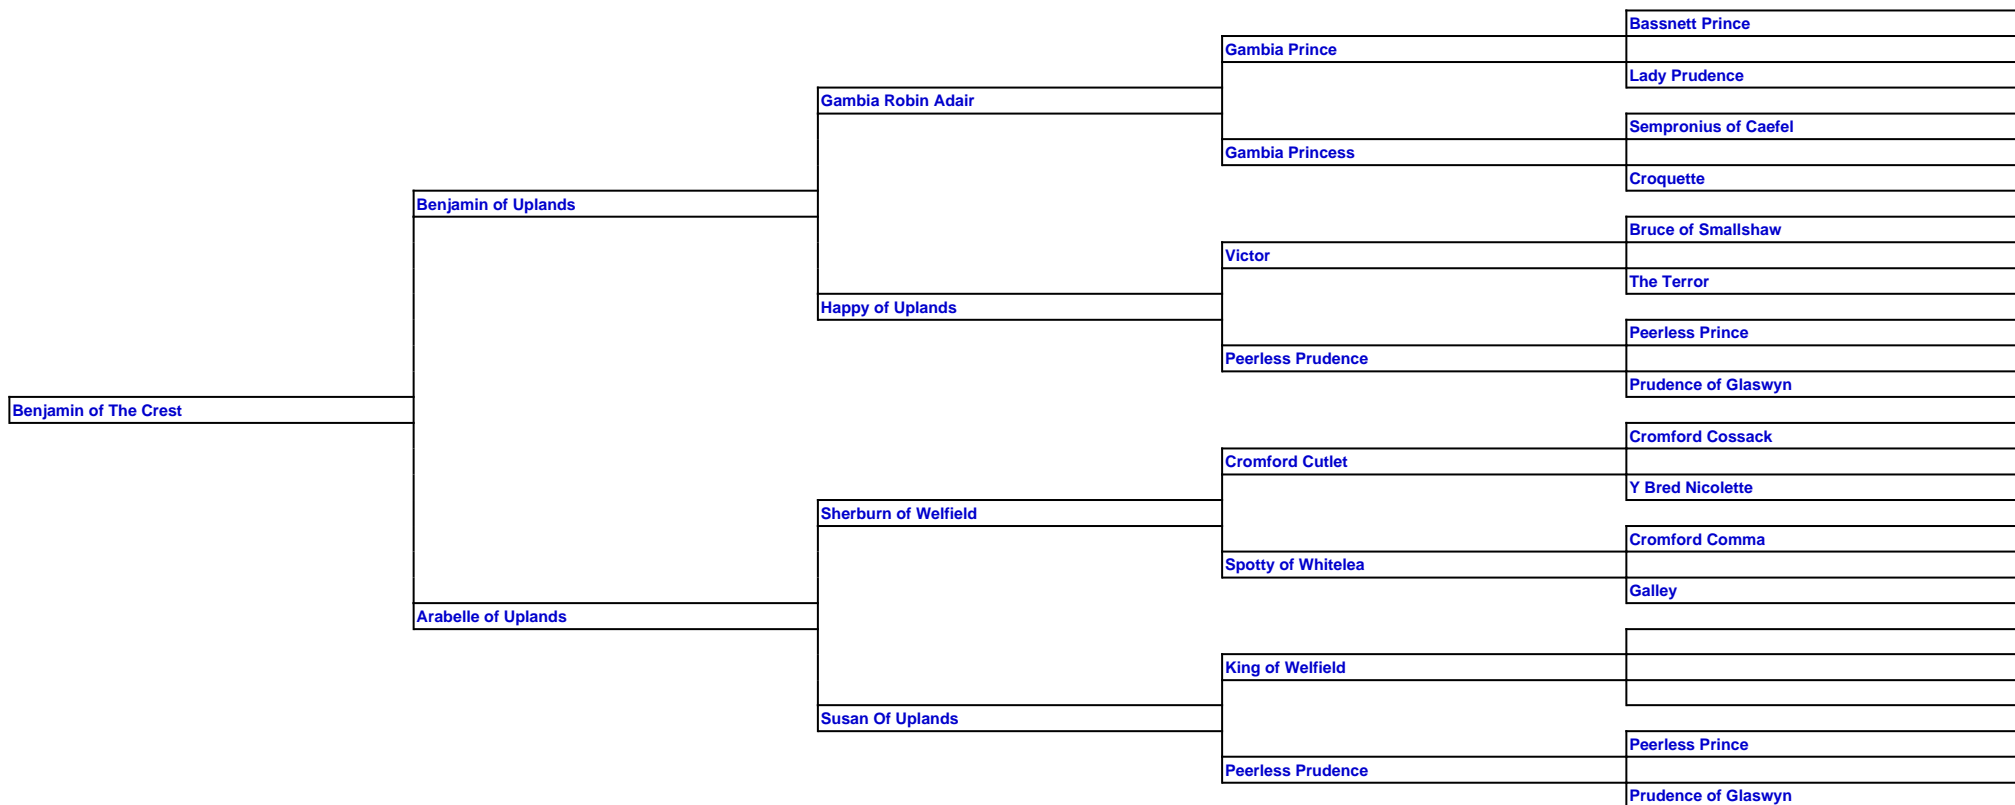 Bassnett Prince
Gambia Prince
Lady Prudence
Gambia Robin Adair
Sempronius of Caefel
Gambia Princess
Croquette
Benjamin of Uplands
Bruce of Smallshaw
Victor
The Terror
Happy of Uplands
Peerless Prince
Peerless Prudence
Prudence of Glaswyn
Benjamin of The Crest
Cromford Cossack
Cromford Cutlet
Y Bred Nicolette
Sherburn of Welfield
Cromford Comma
Spotty of Whitelea
Galley
Arabelle of Uplands
King of Welfield
Susan Of Uplands
Peerless Prince
Peerless Prudence
Prudence of Glaswyn